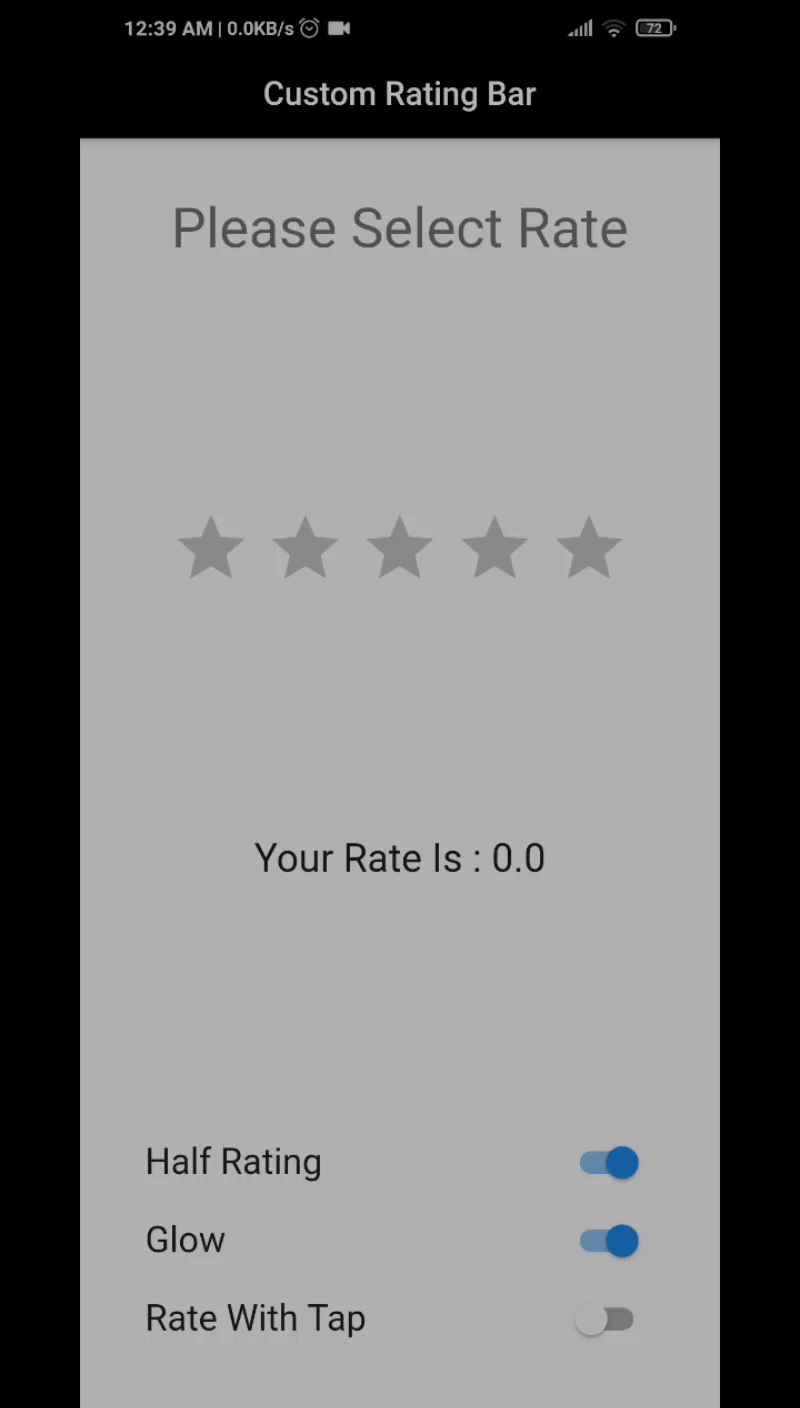 12:39 AM | 0.0KB/s 72
Custom Rating Bar
Please Select Rate
Your Rate Is : 0.0
Half Rating
Glow
Rate With Tap